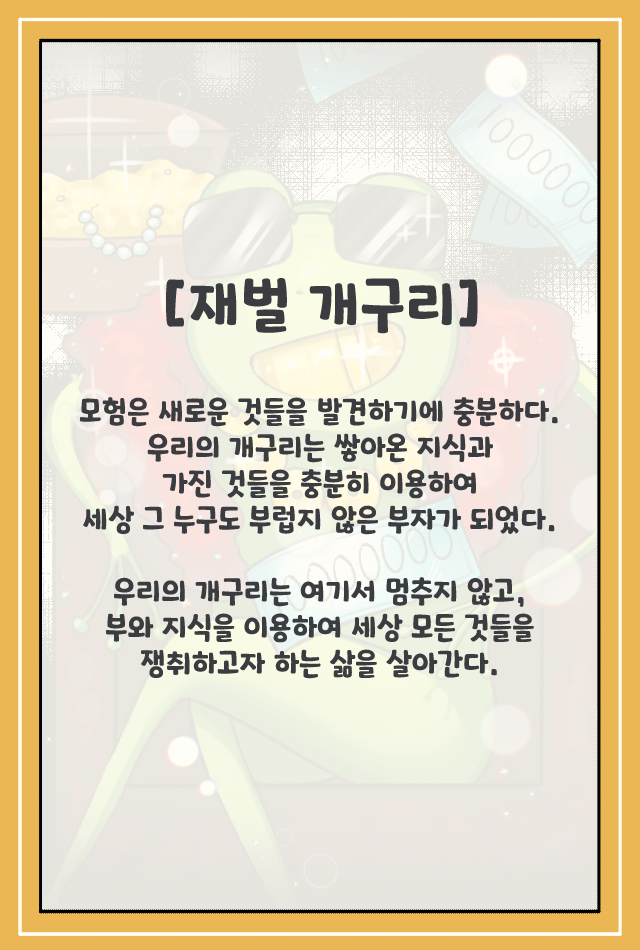 [재벌 개구리]
모험은 새로운 것들을 발견하기에 충분하다.
우리의 개구리는 쌓아온 지식과
가진 것들을 충분히 이용하여
세상 그 누구도 부럽지 않은 부자가 되었다.
우리의 개구리는 여기서 멈추지 않고,
부와 지식을 이용하여 세상 모든 것들을
쟁취하고자 하는 삶을 살아간다.